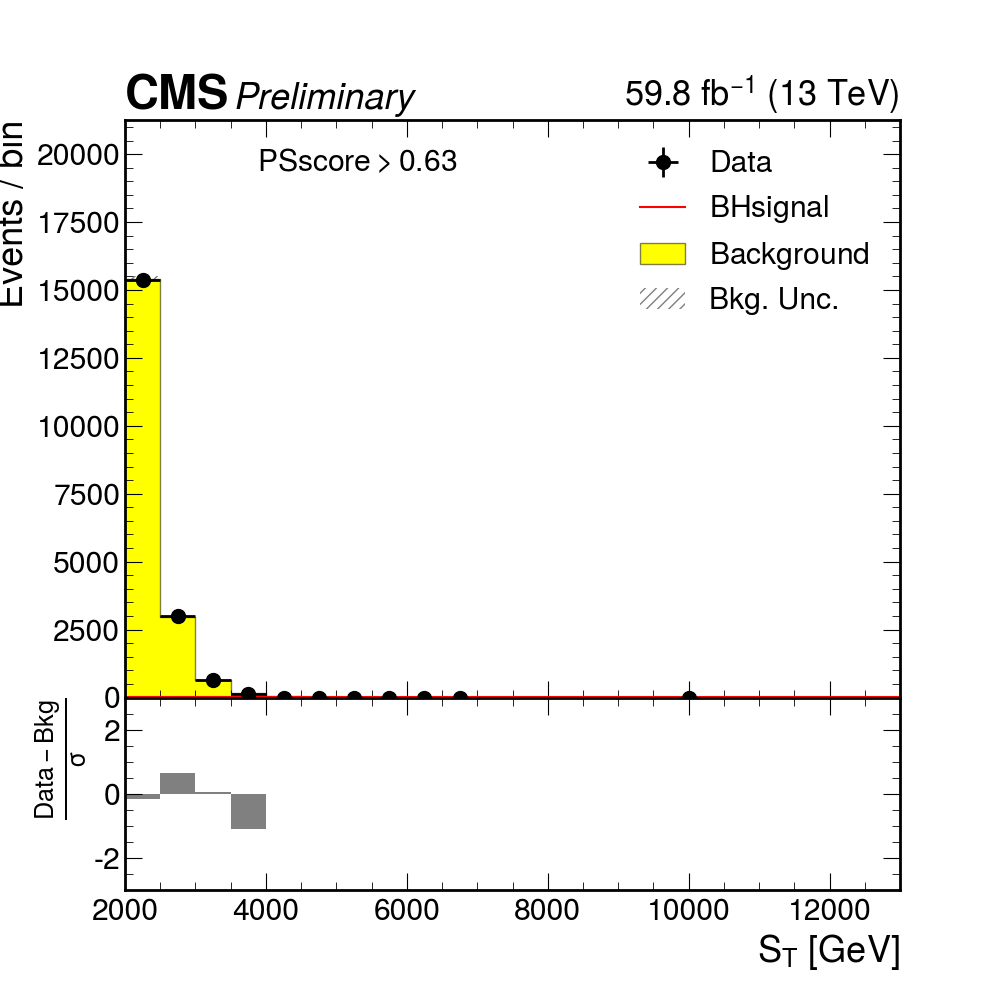 CMS Preliminary
59.8 fb⁻¹ (13 TeV)
Events / bin
20000
17500
15000
12500
10000
7500
5000
2500
0
PSscore > 0.63
Data
BHsignal
Background
Bkg. Unc.
Data − Bkg
σ
2
0
-2
2000 4000 6000 8000 10000 12000
S_T [GeV]